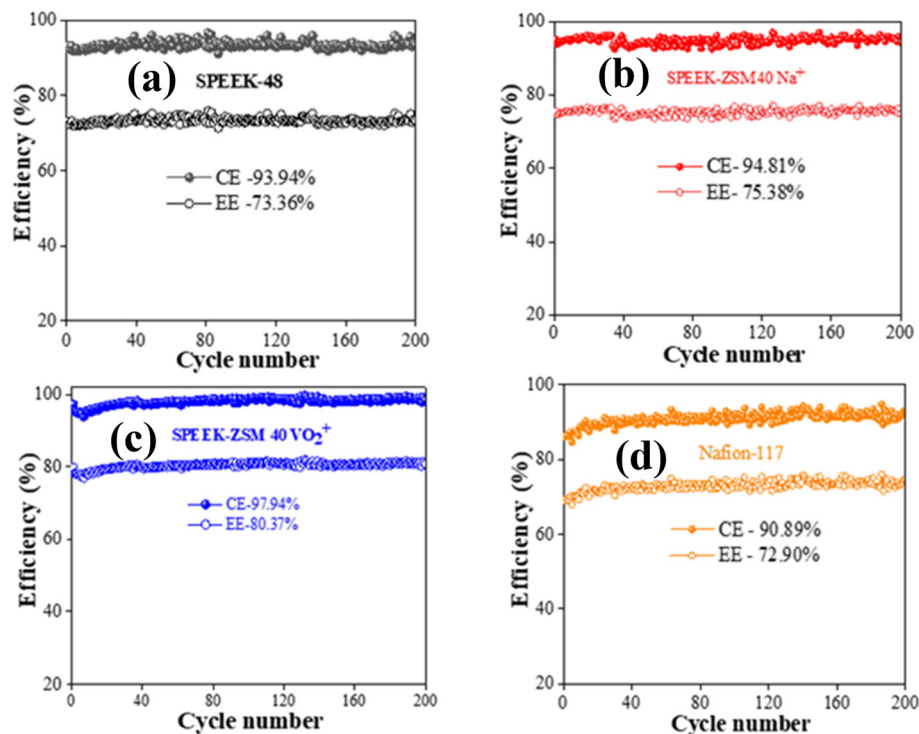 100
80
60
40
20
Efficiency (%)
(a)
SPEEK-48
CE -93.94%
EE -73.36%
0 40 80 120 160 200
Cycle number
100
80
60
40
20
Efficiency (%)
(b)
SPEEK-ZSM40 Na+
CE- 94.81%
EE- 75.38%
0 40 80 120 160 200
Cycle number
100
80
60
40
20
Efficiency (%)
(c)
SPEEK-ZSM 40 VO2+
CE-97.94%
EE-80.37%
0 40 80 120 160 200
Cycle number
100
80
60
40
20
Efficiency (%)
(d)
Nafion-117
CE - 90.89%
EE - 72.90%
0 40 80 120 160 200
Cycle number